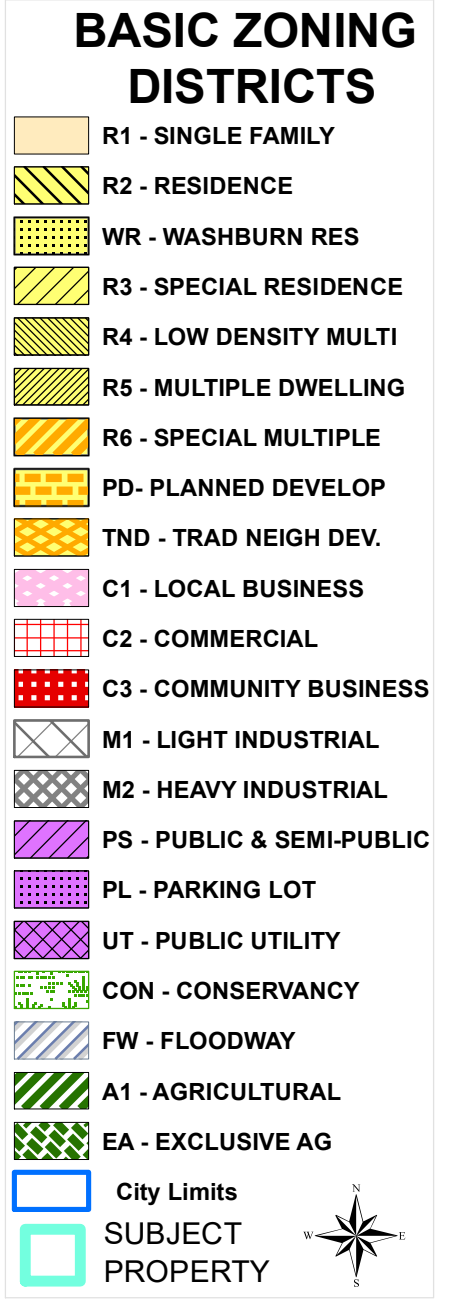 BASIC ZONING
DISTRICTS
R1 - SINGLE FAMILY
R2 - RESIDENCE
WR - WASHBURN RES
R3 - SPECIAL RESIDENCE
R4 - LOW DENSITY MULTI
R5 - MULTIPLE DWELLING
R6 - SPECIAL MULTIPLE
PD- PLANNED DEVELOP
TND - TRAD NEIGH DEV.
C1 - LOCAL BUSINESS
C2 - COMMERCIAL
C3 - COMMUNITY BUSINESS
M1 - LIGHT INDUSTRIAL
M2 - HEAVY INDUSTRIAL
PS - PUBLIC & SEMI-PUBLIC
PL - PARKING LOT
UT - PUBLIC UTILITY
CON - CONSERVANCY
FW - FLOODWAY
A1 - AGRICULTURAL
EA - EXCLUSIVE AG
City Limits
SUBJECT
PROPERTY
N
W E
S